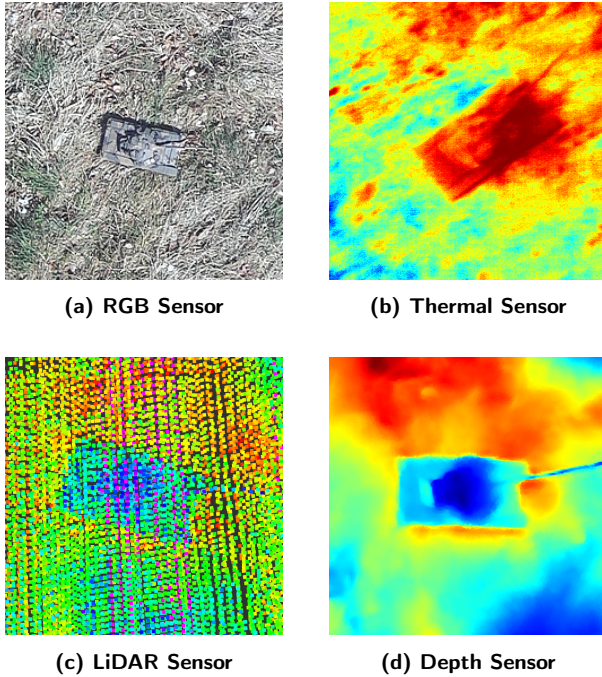 (a) RGB Sensor
(b) Thermal Sensor
(c) LiDAR Sensor
(d) Depth Sensor